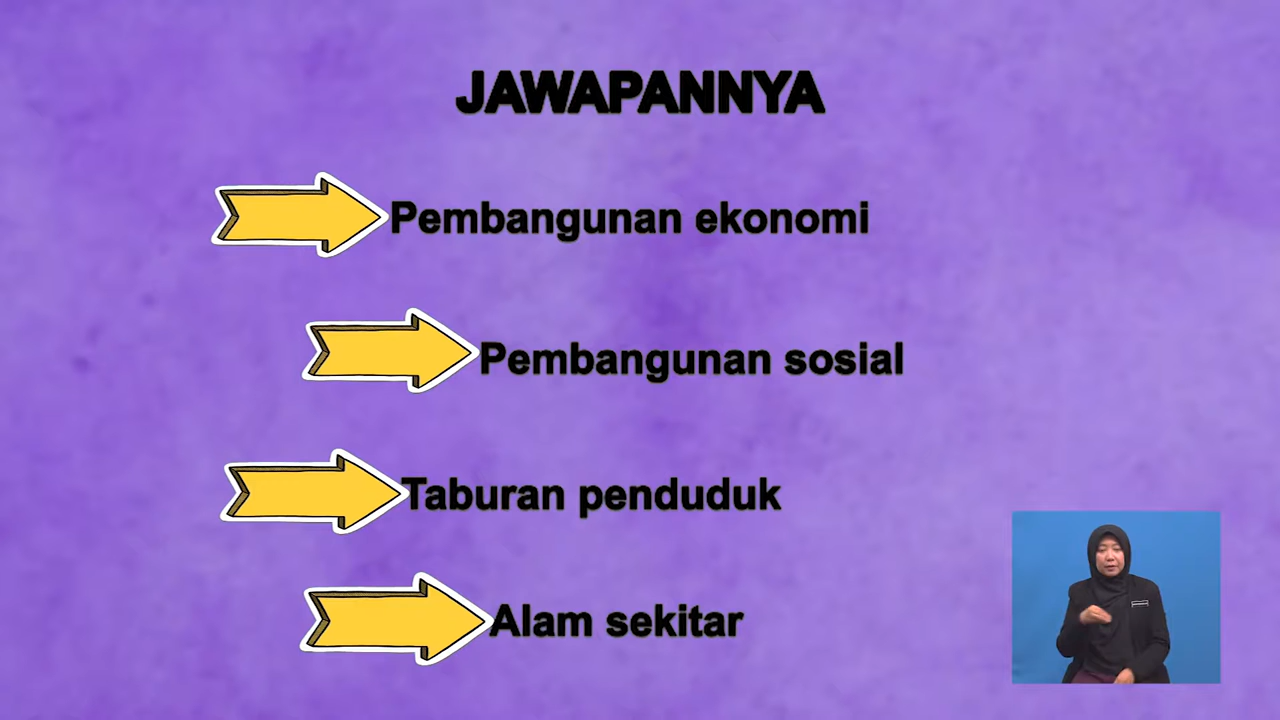 JAWAPANNYA
Pembangunan ekonomi
Pembangunan sosial
Taburan penduduk
Alam sekitar